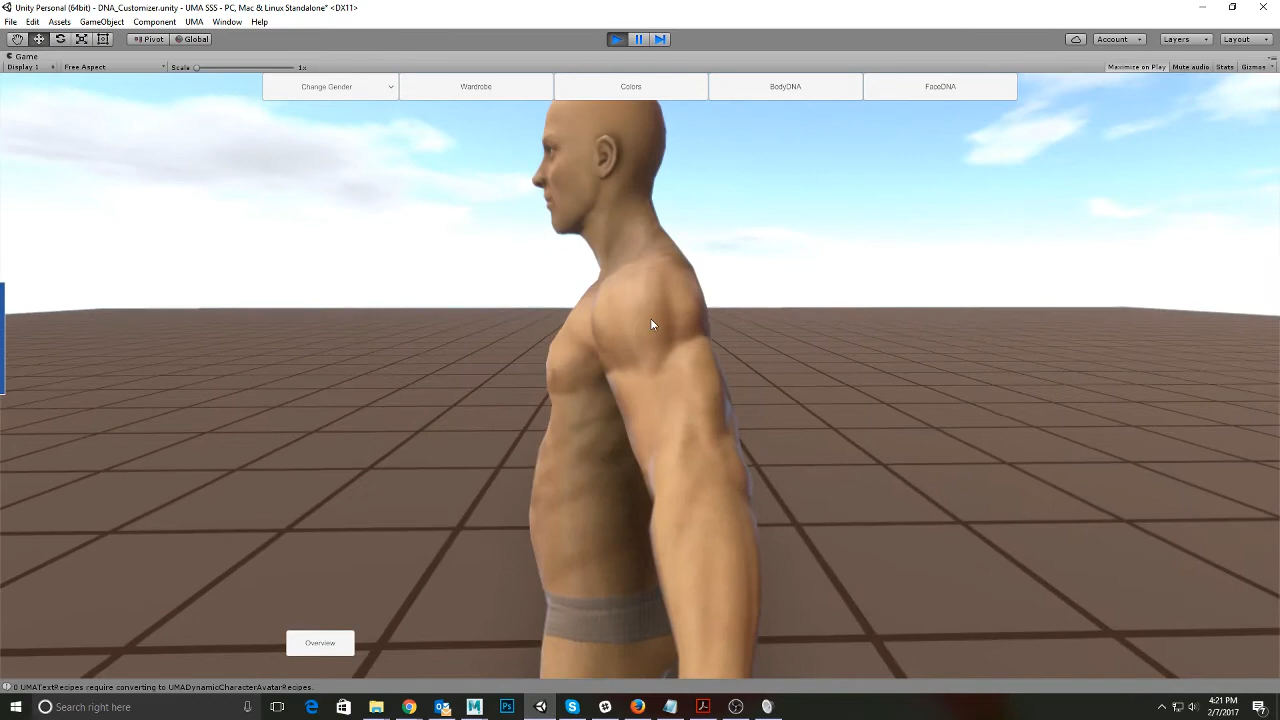 Unity Personal (64bit) - DNA_Customizer.unity - UMA SSS - PC, Mac & Linux Standalone* <DX11>
File Edit Assets GameObject Component UMA Window Help
Pivot Global Account Layers Layout
Game
Display 1 Free Aspect Scale 1x Maximize on Play Mute audio Stats Gizmos
Change Gender Wardrobe Colors BodyDNA FaceDNA
Overview
0 UMATextRecipes require converting to UMADynamicCharacterAvatarRecipes.
Search right here
4:21 PM
2/7/2017